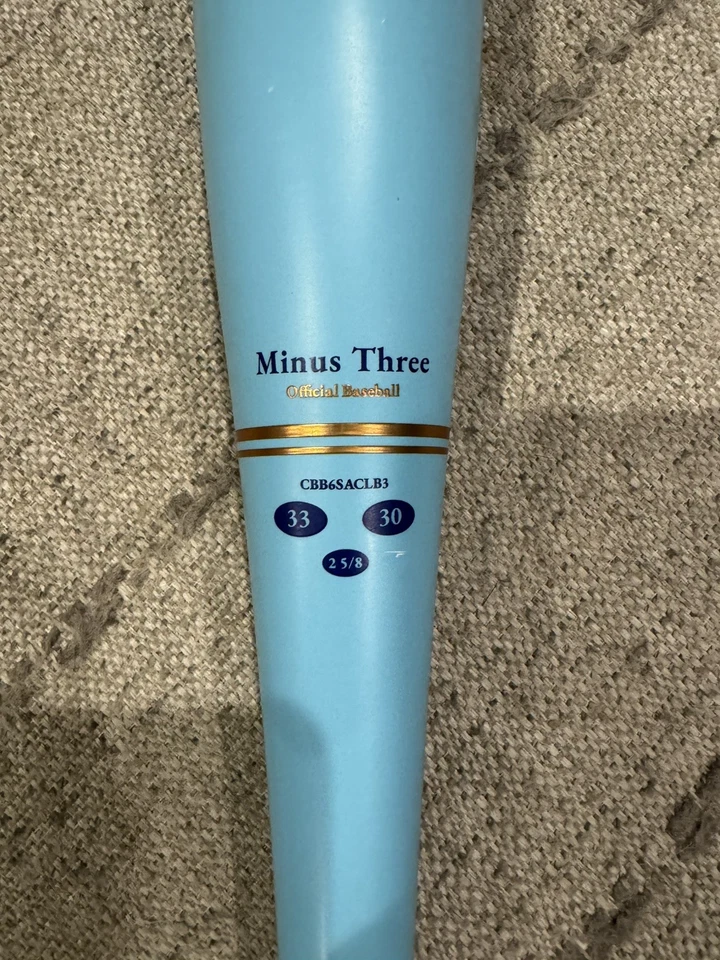 Minus Three
Official Baseball
CBB6SACLB3
33 30
2 5/8